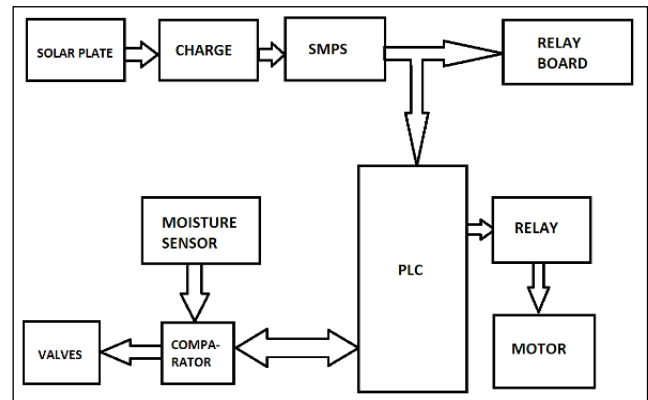 SOLAR PLATE
CHARGE
SMPS
RELAY
BOARD
MOISTURE
SENSOR
PLC
RELAY
VALVES
COMPA-
RATOR
MOTOR